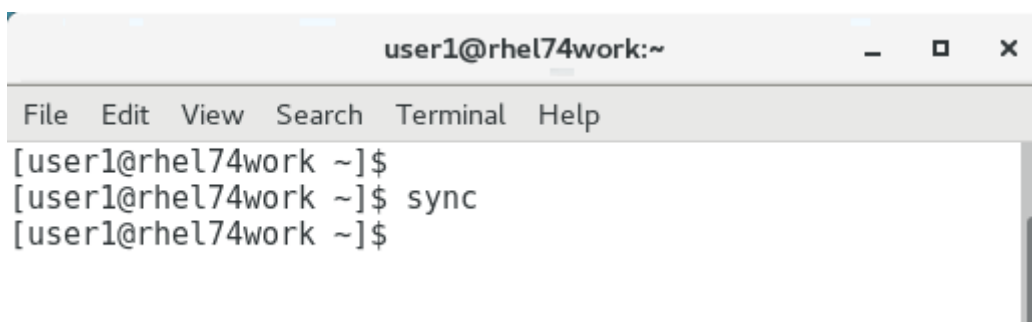 user1@rhel74work:~
File Edit View Search Terminal Help
[user1@rhel74work ~]$
[user1@rhel74work ~]$ sync
[user1@rhel74work ~]$